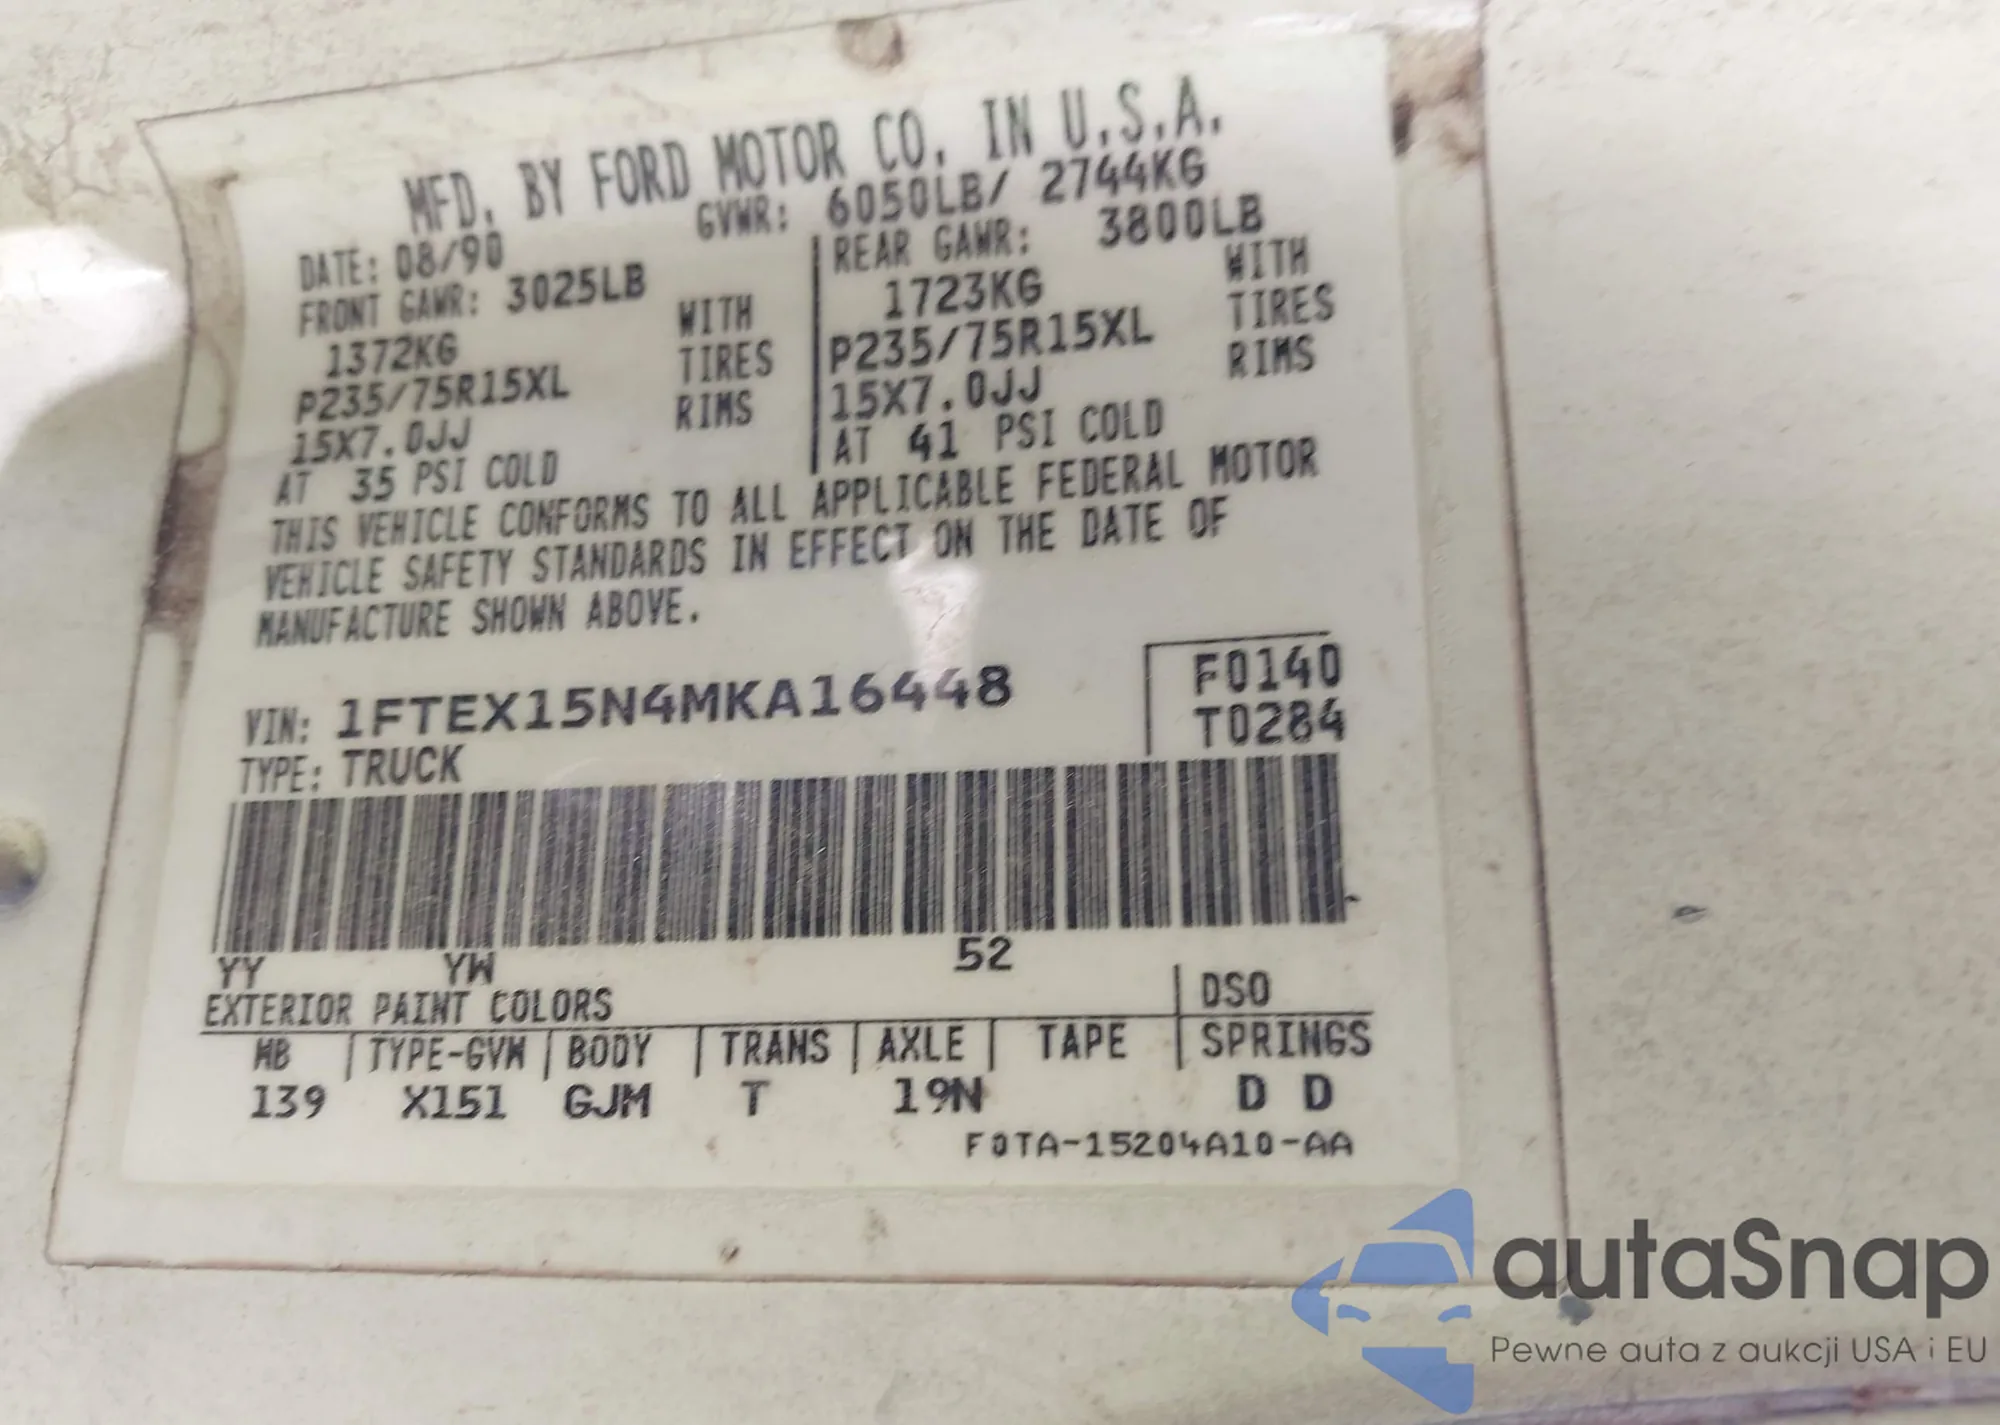 MFD. BY FORD MOTOR CO. IN U.S.A.
DATE: 08/90 GVWR: 6050LB/ 2744KG
FRONT GAWR: 3025LB REAR GAWR: 3800LB
1372KG WITH 1723KG WITH
P235/75R15XL TIRES P235/75R15XL TIRES
15X7.0JJ RIMS 15X7.0JJ RIMS
AT 35 PSI COLD AT 41 PSI COLD
THIS VEHICLE CONFORMS TO ALL APPLICABLE FEDERAL MOTOR
VEHICLE SAFETY STANDARDS IN EFFECT ON THE DATE OF
MANUFACTURE SHOWN ABOVE.
F0140
VIN: 1FTEX15N4MKA16448 T0284
TYPE: TRUCK
YY YW 52
EXTERIOR PAINT COLORS DSO
WB TYPE-GVW BODY TRANS AXLE TAPE SPRINGS
139 X151 GJM T 19N D D
F0TA-15204A10-AA
autaSnap
Pewne auta z aukcji USA i EU